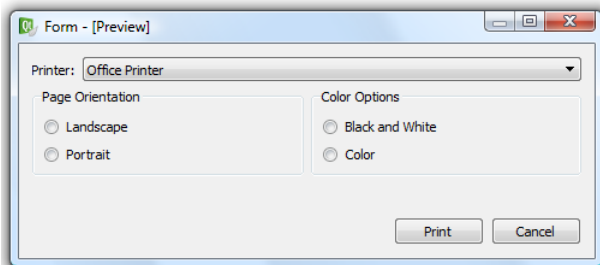 Form - [Preview]
Printer: Office Printer
Page Orientation
Landscape
Portrait
Color Options
Black and White
Color
Print
Cancel